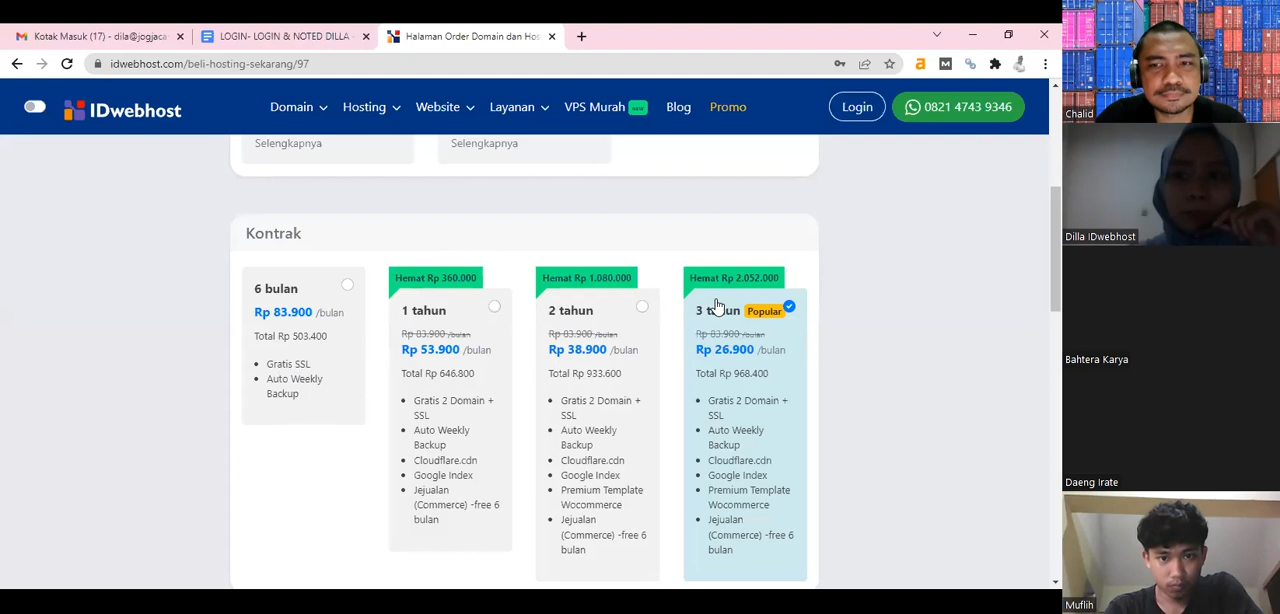 Kotak Masuk (17) - dila@jogjaca
LOGIN- LOGIN & NOTED DILLA -
Halaman Order Domain dan Hos
idwebhost.com/beli-hosting-sekarang/97
IDwebhost
Domain
Hosting
Website
Layanan
VPS Murah
NEW
Blog
Promo
Login
0821 4743 9346
Selengkapnya
Selengkapnya
Kontrak
6 bulan
Rp 83.900 /bulan
Total Rp 503.400
Gratis SSL
Auto Weekly
Backup
Hemat Rp 360.000
1 tahun
Rp 83.900 /bulan
Rp 53.900 /bulan
Total Rp 646.800
Gratis 2 Domain +
SSL
Auto Weekly
Backup
Cloudflare.cdn
Google Index
Jejualan
(Commerce) -free 6
bulan
Hemat Rp 1.080.000
2 tahun
Rp 83.900 /bulan
Rp 38.900 /bulan
Total Rp 933.600
Gratis 2 Domain +
SSL
Auto Weekly
Backup
Cloudflare.cdn
Google Index
Premium Template
Wocommerce
Jejualan
(Commerce) -free 6
bulan
Hemat Rp 2.052.000
3 tahun Popular
Rp 83.900 /bulan
Rp 26.900 /bulan
Total Rp 968.400
Gratis 2 Domain +
SSL
Auto Weekly
Backup
Cloudflare.cdn
Google Index
Premium Template
Wocommerce
Jejualan
(Commerce) -free 6
bulan
Chalid
Dilla IDwebhost
Bahtera Karya
Daeng Irate
Muflih